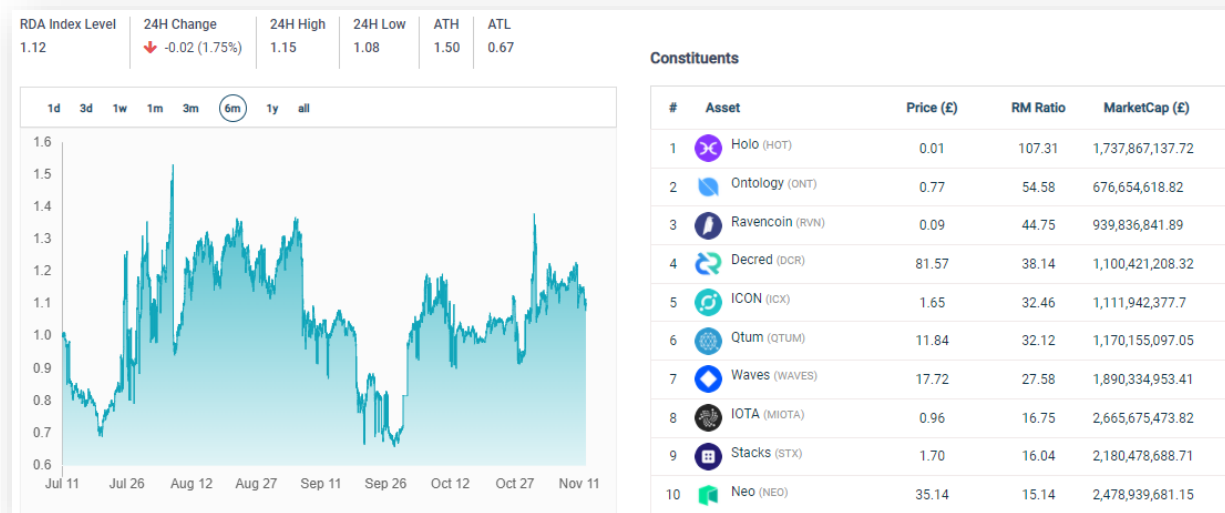 RDA Index Level 24H Change 24H High 24H Low ATH ATL
1.12 -0.02 (1.75%) 1.15 1.08 1.50 0.67
1d 3d 1w 1m 3m 6m 1y all
1.6
1.5
1.4
1.3
1.2
1.1
1.0
0.9
0.8
0.7
0.6
Jul 11 Jul 26 Aug 12 Aug 27 Sep 11 Sep 26 Oct 12 Oct 27 Nov 11
Constituents
# Asset Price (£) RM Ratio MarketCap (£)
1 Holo (HOT) 0.01 107.31 1,737,867,137.72
2 Ontology (ONT) 0.77 54.58 676,654,618.82
3 Ravencoin (RVN) 0.09 44.75 939,836,841.89
4 Decred (DCR) 81.57 38.14 1,100,421,208.32
5 ICON (ICX) 1.65 32.46 1,111,942,377.7
6 Qtum (QTUM) 11.84 32.12 1,170,155,097.05
7 Waves (WAVES) 17.72 27.58 1,890,334,953.41
8 IOTA (MIOTA) 0.96 16.75 2,665,675,473.82
9 Stacks (STX) 1.70 16.04 2,180,478,688.71
10 Neo (NEO) 35.14 15.14 2,478,939,681.15